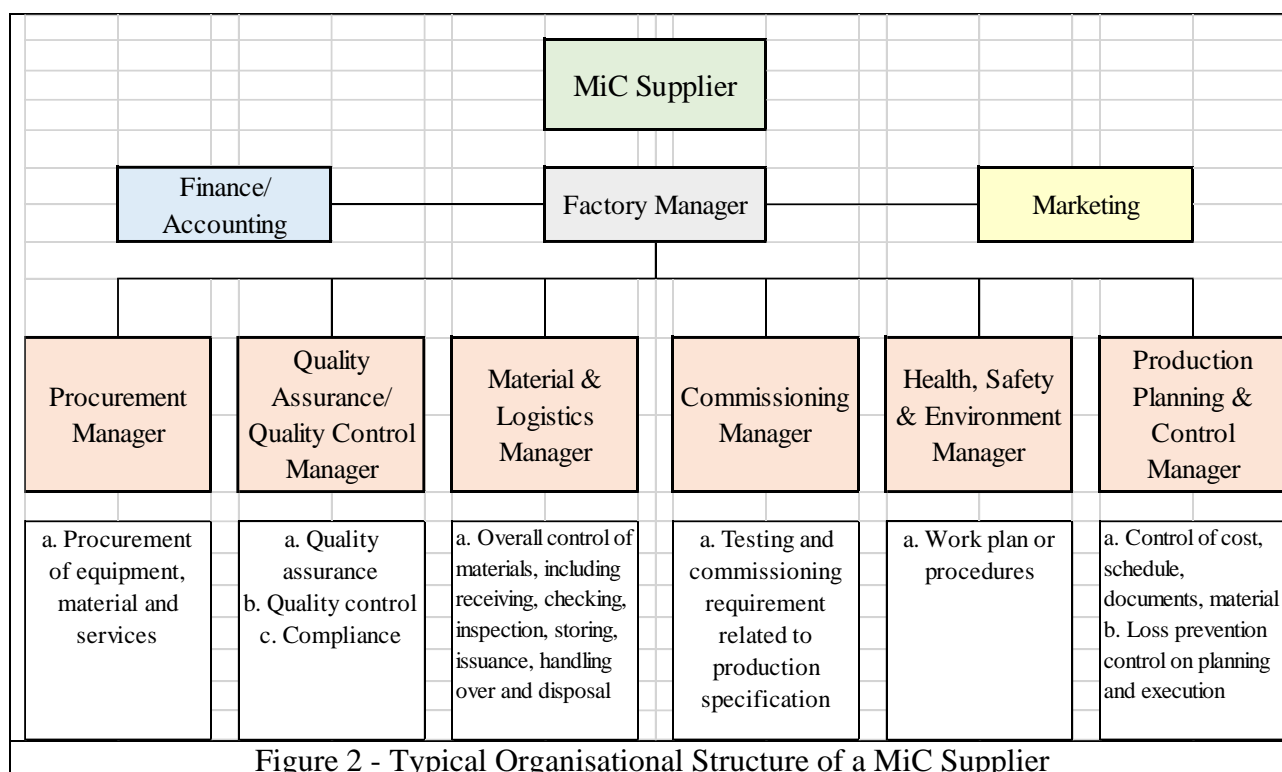 MiC Supplier
Finance/
Accounting
Factory Manager
Marketing
Procurement
Manager
Quality
Assurance/
Quality Control
Manager
Material &
Logistics
Manager
Commissioning
Manager
Health, Safety
& Environment
Manager
Production
Planning &
Control
Manager
a. Procurement
of equipment,
material and
services
a. Quality
assurance
b. Quality control
c. Compliance
a. Overall control of
materials, including
receiving, checking,
inspection, storing,
issuance, handling
over and disposal
a. Testing and
commissioning
requirement
related to
production
specification
a. Work plan or
procedures
a. Control of cost,
schedule,
documents, material
b. Loss prevention
control on planning
and execution
Figure 2 - Typical Organisational Structure of a MiC Supplier